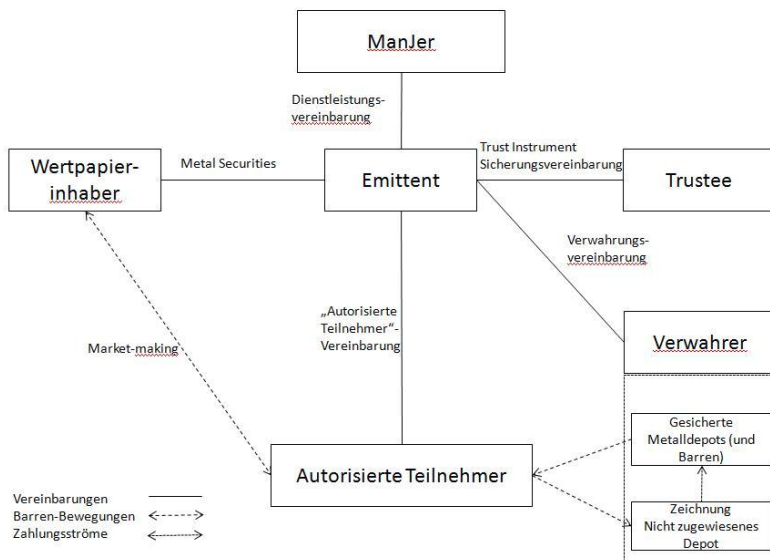 ManJer
Dienstleistungs-
vereinbarung
Wertpapier-
inhaber
Metal Securities
Emittent
Trust Instrument
Sicherungsvereinbarung
Trustee
Verwahrungs-
vereinbarung
„Autorisierte
Teilnehmer“-
Vereinbarung
Market-making
Verwahrer
Gesicherte
Metalldepots (und
Barren)
Autorisierte Teilnehmer
Zeichnung
Nicht zugewiesenes
Depot
Vereinbarungen
Barren-Bewegungen
Zahlungsströme